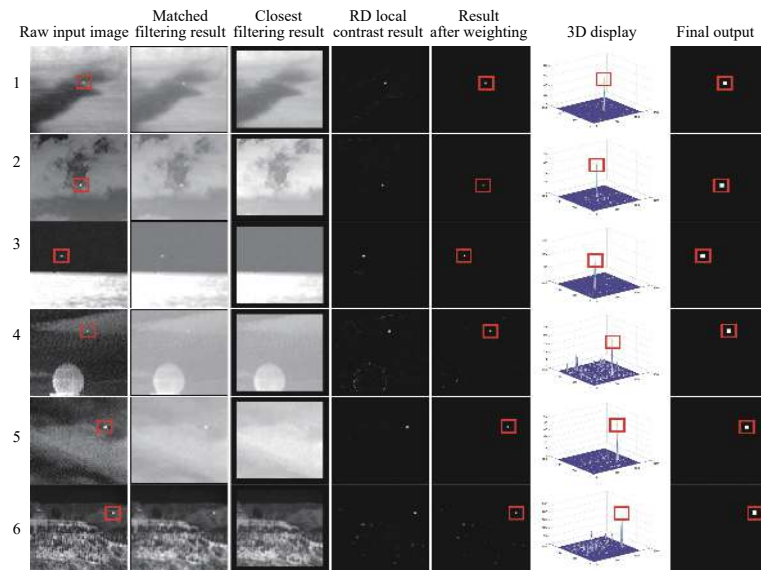 Raw input image
Matched
filtering result
Closest
filtering result
RD local
contrast result
Result
after weighting
3D display
Final output
1
2
3
4
5
6